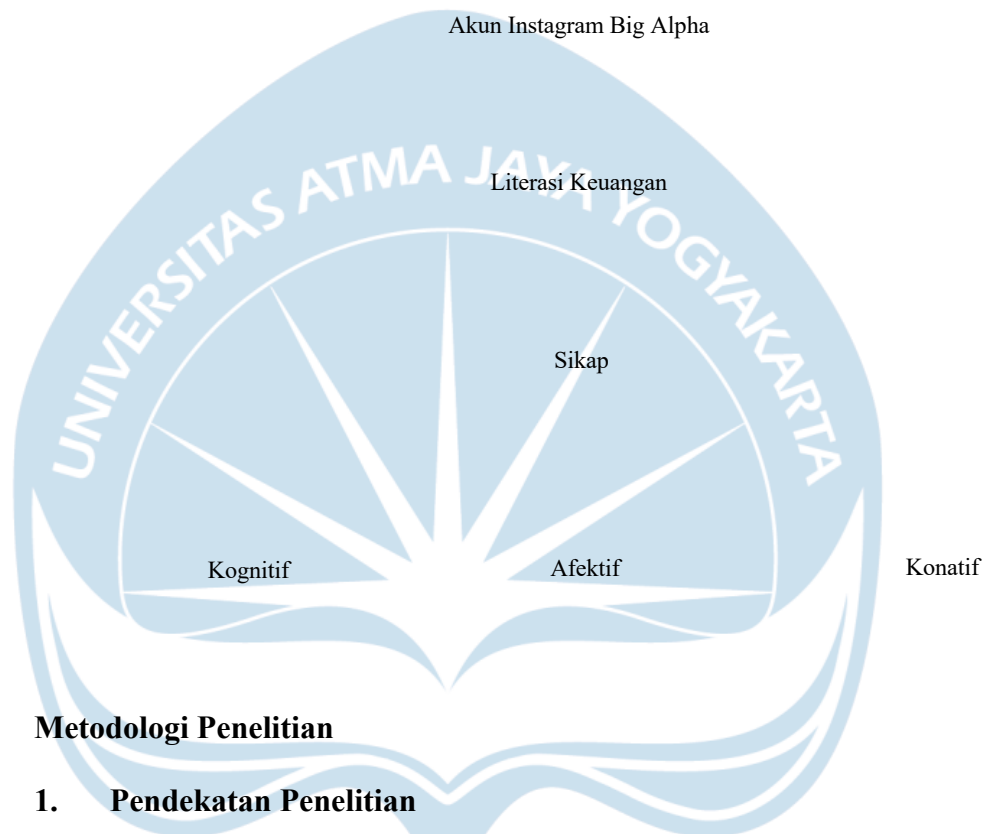 Akun Instagram Big Alpha
UNIVERSITAS ATMA JAYA YOGYAKARTA
Literasi Keuangan
Sikap
Kognitif Afektif Konatif
Metodologi Penelitian
1. Pendekatan Penelitian